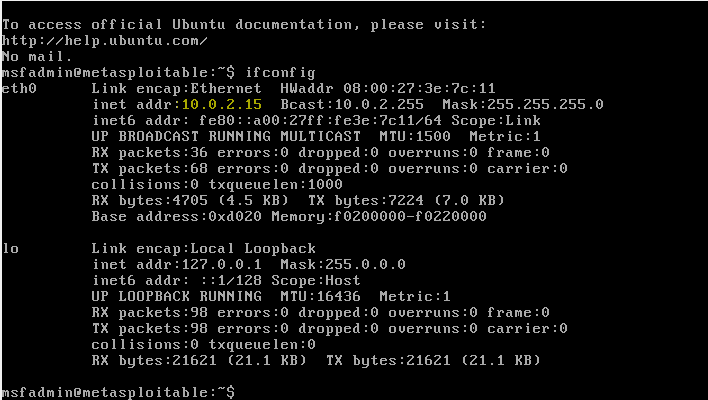 To access official Ubuntu documentation, please visit:
http://help.ubuntu.com/
No mail.
msfadmin@metasploitable:~$ ifconfig
eth0      Link encap:Ethernet  HWaddr 08:00:27:3e:7c:11
          inet addr:10.0.2.15  Bcast:10.0.2.255  Mask:255.255.255.0
          inet6 addr: fe80::a00:27ff:fe3e:7c11/64 Scope:Link
          UP BROADCAST RUNNING MULTICAST  MTU:1500  Metric:1
          RX packets:36 errors:0 dropped:0 overruns:0 frame:0
          TX packets:68 errors:0 dropped:0 overruns:0 carrier:0
          collisions:0 txqueuelen:1000
          RX bytes:4705 (4.5 KB)  TX bytes:7224 (7.0 KB)
          Base address:0xd020 Memory:f0200000-f0220000
lo        Link encap:Local Loopback
          inet addr:127.0.0.1  Mask:255.0.0.0
          inet6 addr: ::1/128 Scope:Host
          UP LOOPBACK RUNNING  MTU:16436  Metric:1
          RX packets:98 errors:0 dropped:0 overruns:0 frame:0
          TX packets:98 errors:0 dropped:0 overruns:0 carrier:0
          collisions:0 txqueuelen:0
          RX bytes:21621 (21.1 KB)  TX bytes:21621 (21.1 KB)
msfadmin@metasploitable:~$